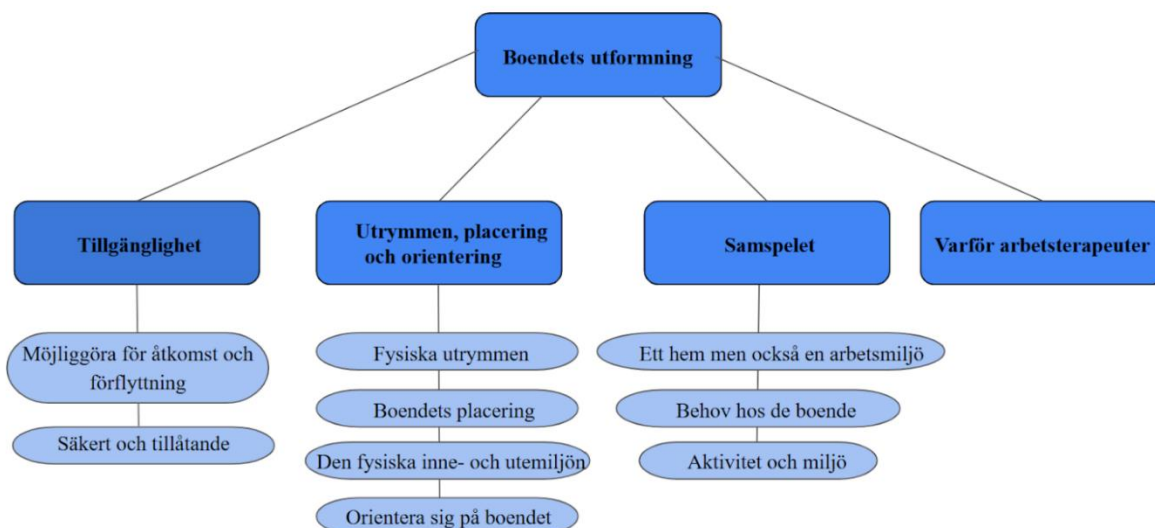 Boendets utformning
Tillgänglighet
Utrymmen, placering
och orientering
Samspelet
Varför arbetsterapeuter
Möjliggöra för åtkomst och
förflyttning
Säkert och tillåtande
Fysiska utrymmen
Boendets placering
Den fysiska inne- och utemiljön
Orientera sig på boendet
Ett hem men också en arbetsmiljö
Behov hos de boende
Aktivitet och miljö